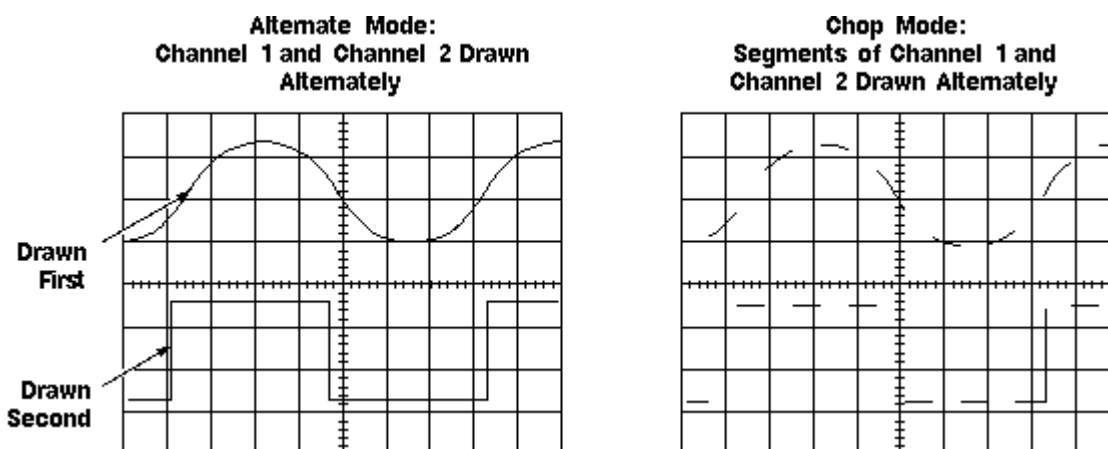 Alternate Mode:
Channel 1 and Channel 2 Drawn
Alternately
Chop Mode:
Segments of Channel 1 and
Channel 2 Drawn Alternately
Drawn
First
Drawn
Second